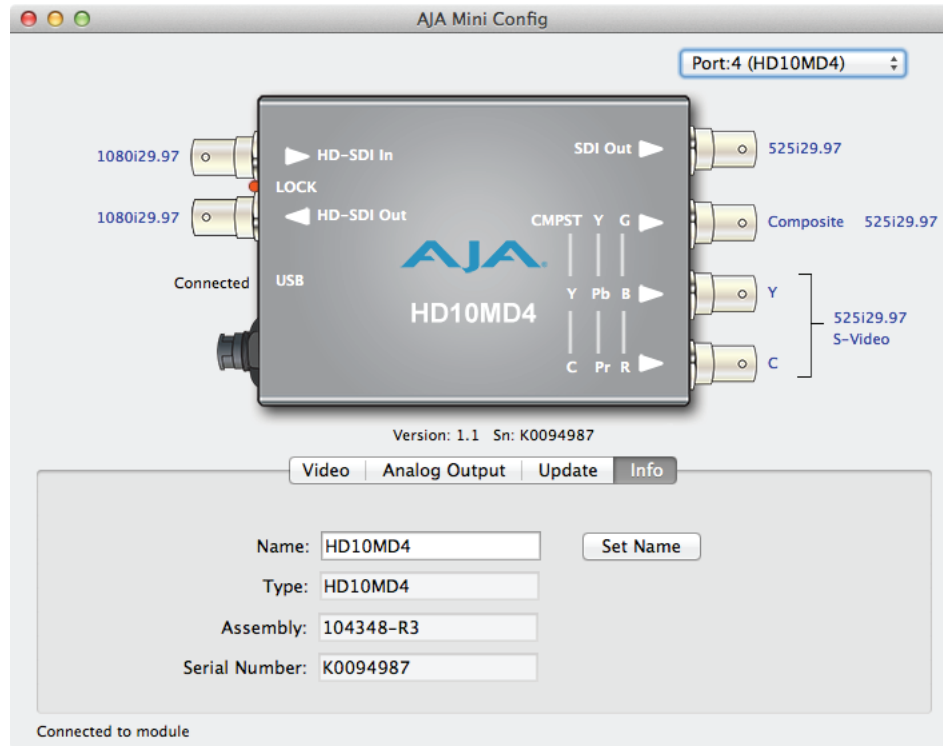 AJA Mini Config
Port:4 (HD10MD4)
1080i29.97
HD-SDI In
SDI Out
525i29.97
LOCK
1080i29.97
HD-SDI Out
CMPST Y G
Composite 525i29.97
AJA
Connected
USB
Y Pb B
Y
HD10MD4
525i29.97
S-Video
C Pr R
C
Version: 1.1 Sn: K0094987
Video Analog Output Update Info
Name: HD10MD4 Set Name
Type: HD10MD4
Assembly: 104348-R3
Serial Number: K0094987
Connected to module